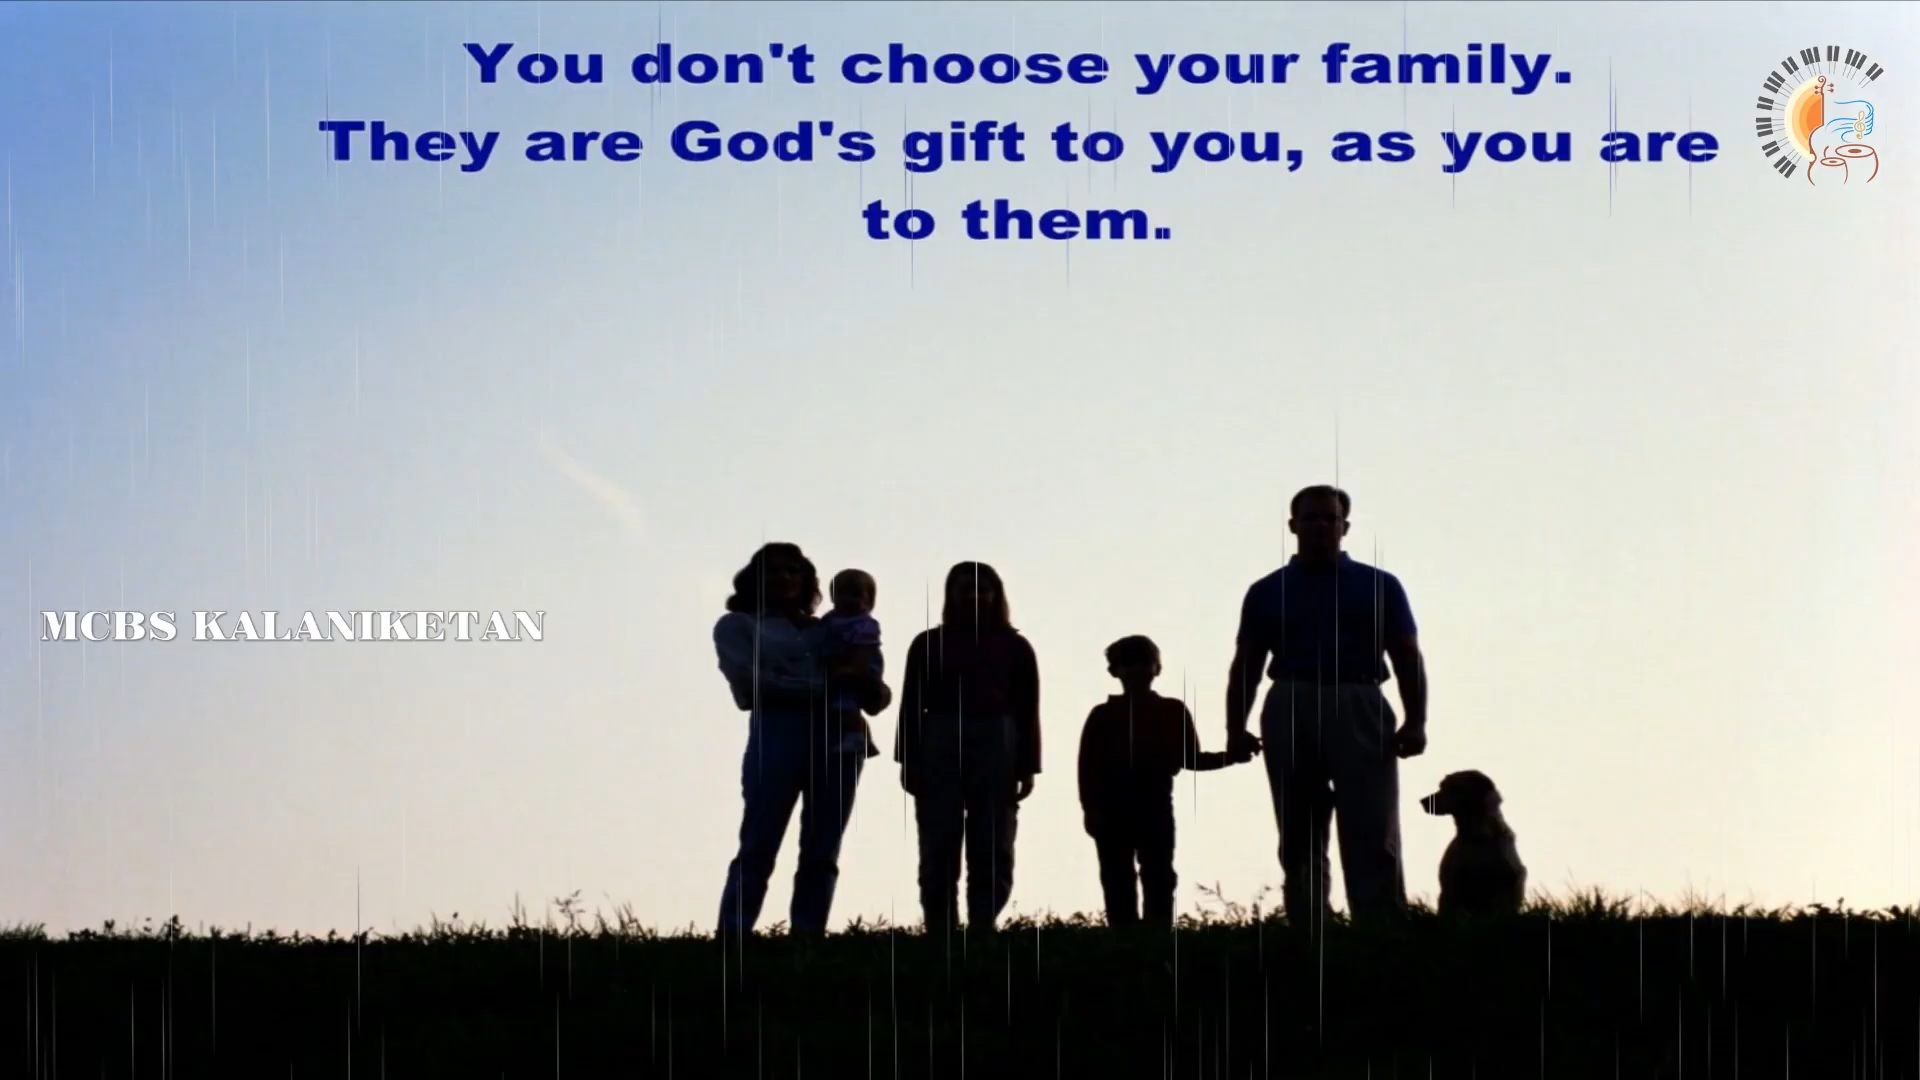 You don't choose your family.
They are God's gift to you, as you are
to them.
MCBS KALANIKETAN